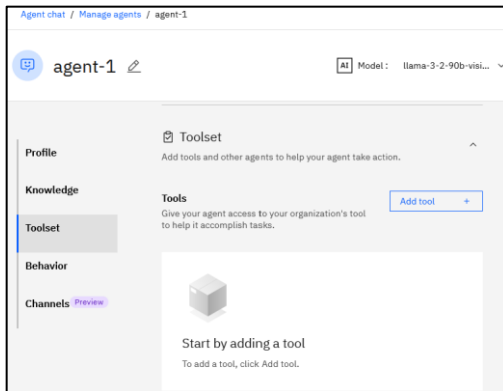 Agent chat / Manage agents / agent-1
agent-1
AI Model : llama-3-2-90b-visi...
Profile
Knowledge
Toolset
Behavior
Channels Preview
Toolset
Add tools and other agents to help your agent take action.
Tools
Give your agent access to your organization's tool
to help it accomplish tasks.
Add tool +
Start by adding a tool
To add a tool, click Add tool.